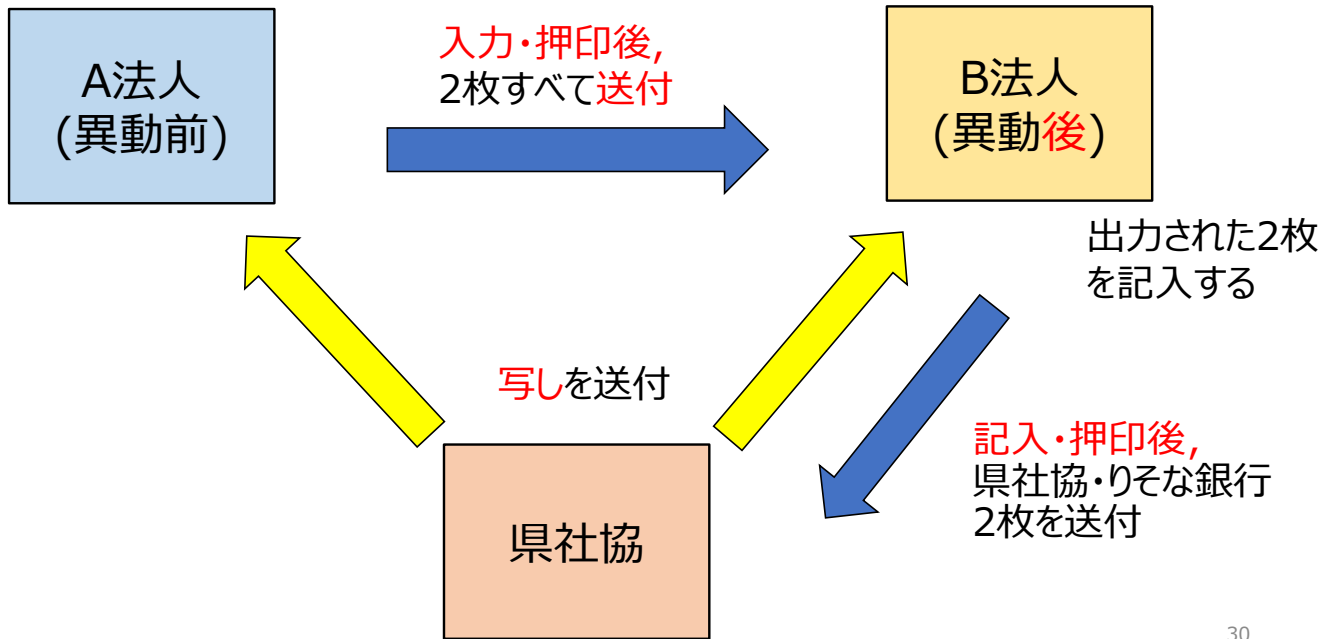 A法人
(異動前)
入力・押印後,
2枚すべて送付
B法人
(異動後)
出力された2枚
を記入する
写しを送付
記入・押印後,
県社協・りそな銀行
2枚を送付
県社協
30